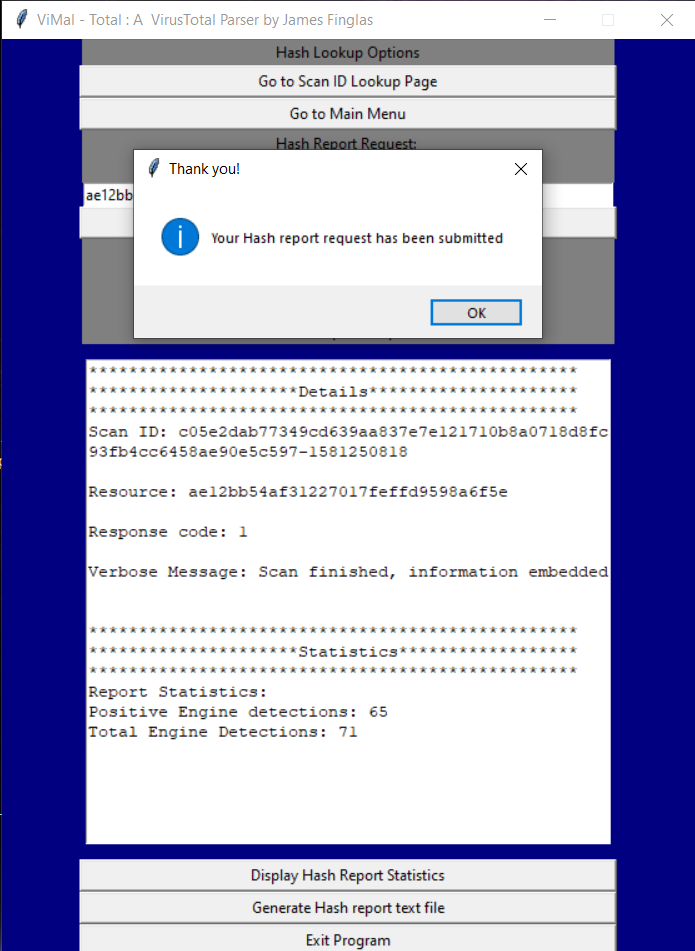 ViMal - Total : A  VirusTotal Parser by James Finglas
Hash Lookup Options
Go to Scan ID Lookup Page
Go to Main Menu
Hash Report Request:
Thank you!
ae12bb
Your Hash report request has been submitted
OK
**************************************************
*********************Details*********************
**************************************************
Scan ID: c05e2dab77349cd639aa837e7e121710b8a0718d8fc
93fb4cc6458ae90e5c597-1581250818
Resource: ae12bb54af31227017feffd9598a6f5e
Response code: 1
Verbose Message: Scan finished, information embedded
**************************************************
*********************Statistics******************
**************************************************
Report Statistics:
Positive Engine detections: 65
Total Engine Detections: 71
Display Hash Report Statistics
Generate Hash report text file
Exit Program